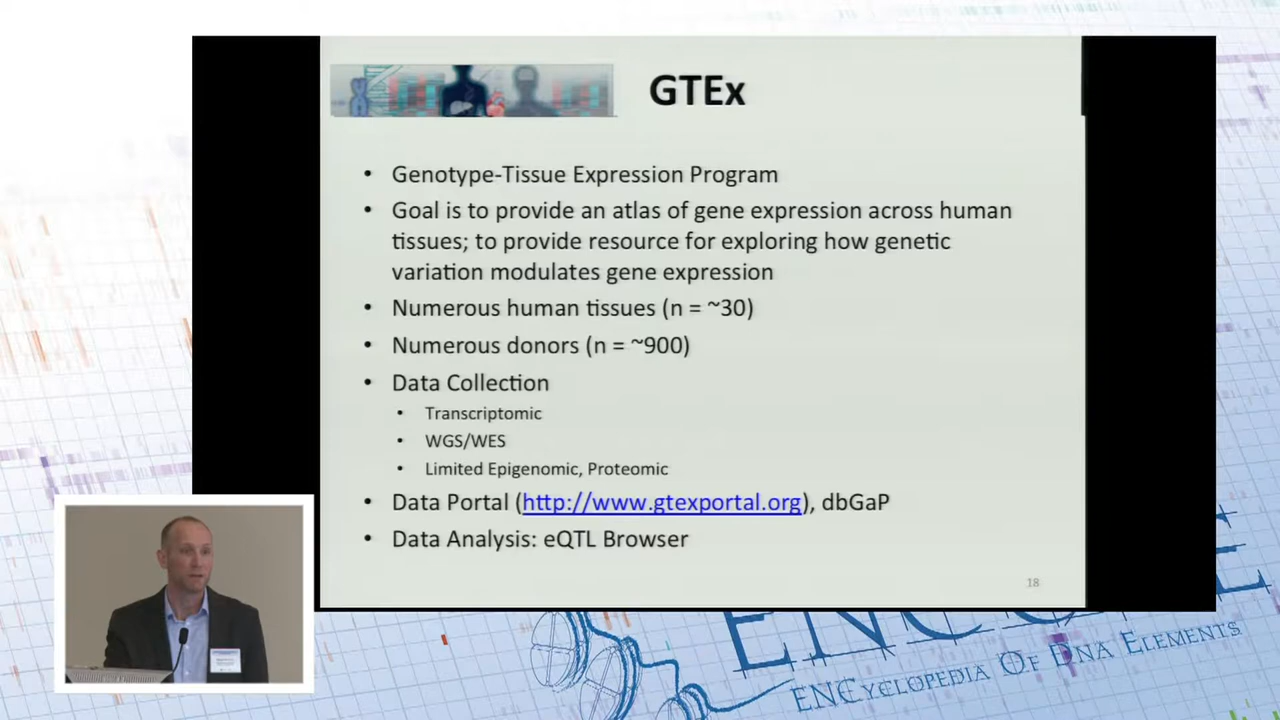 GTEx
• Genotype-Tissue Expression Program
• Goal is to provide an atlas of gene expression across human
tissues; to provide resource for exploring how genetic
variation modulates gene expression
• Numerous human tissues (n = ~30)
• Numerous donors (n = ~900)
• Data Collection
• Transcriptomic
• WGS/WES
• Limited Epigenomic, Proteomic
• Data Portal (http://www.gtexportal.org), dbGaP
• Data Analysis: eQTL Browser
18
ENCODE
ENCYCLOPEDIA OF DNA ELEMENTS